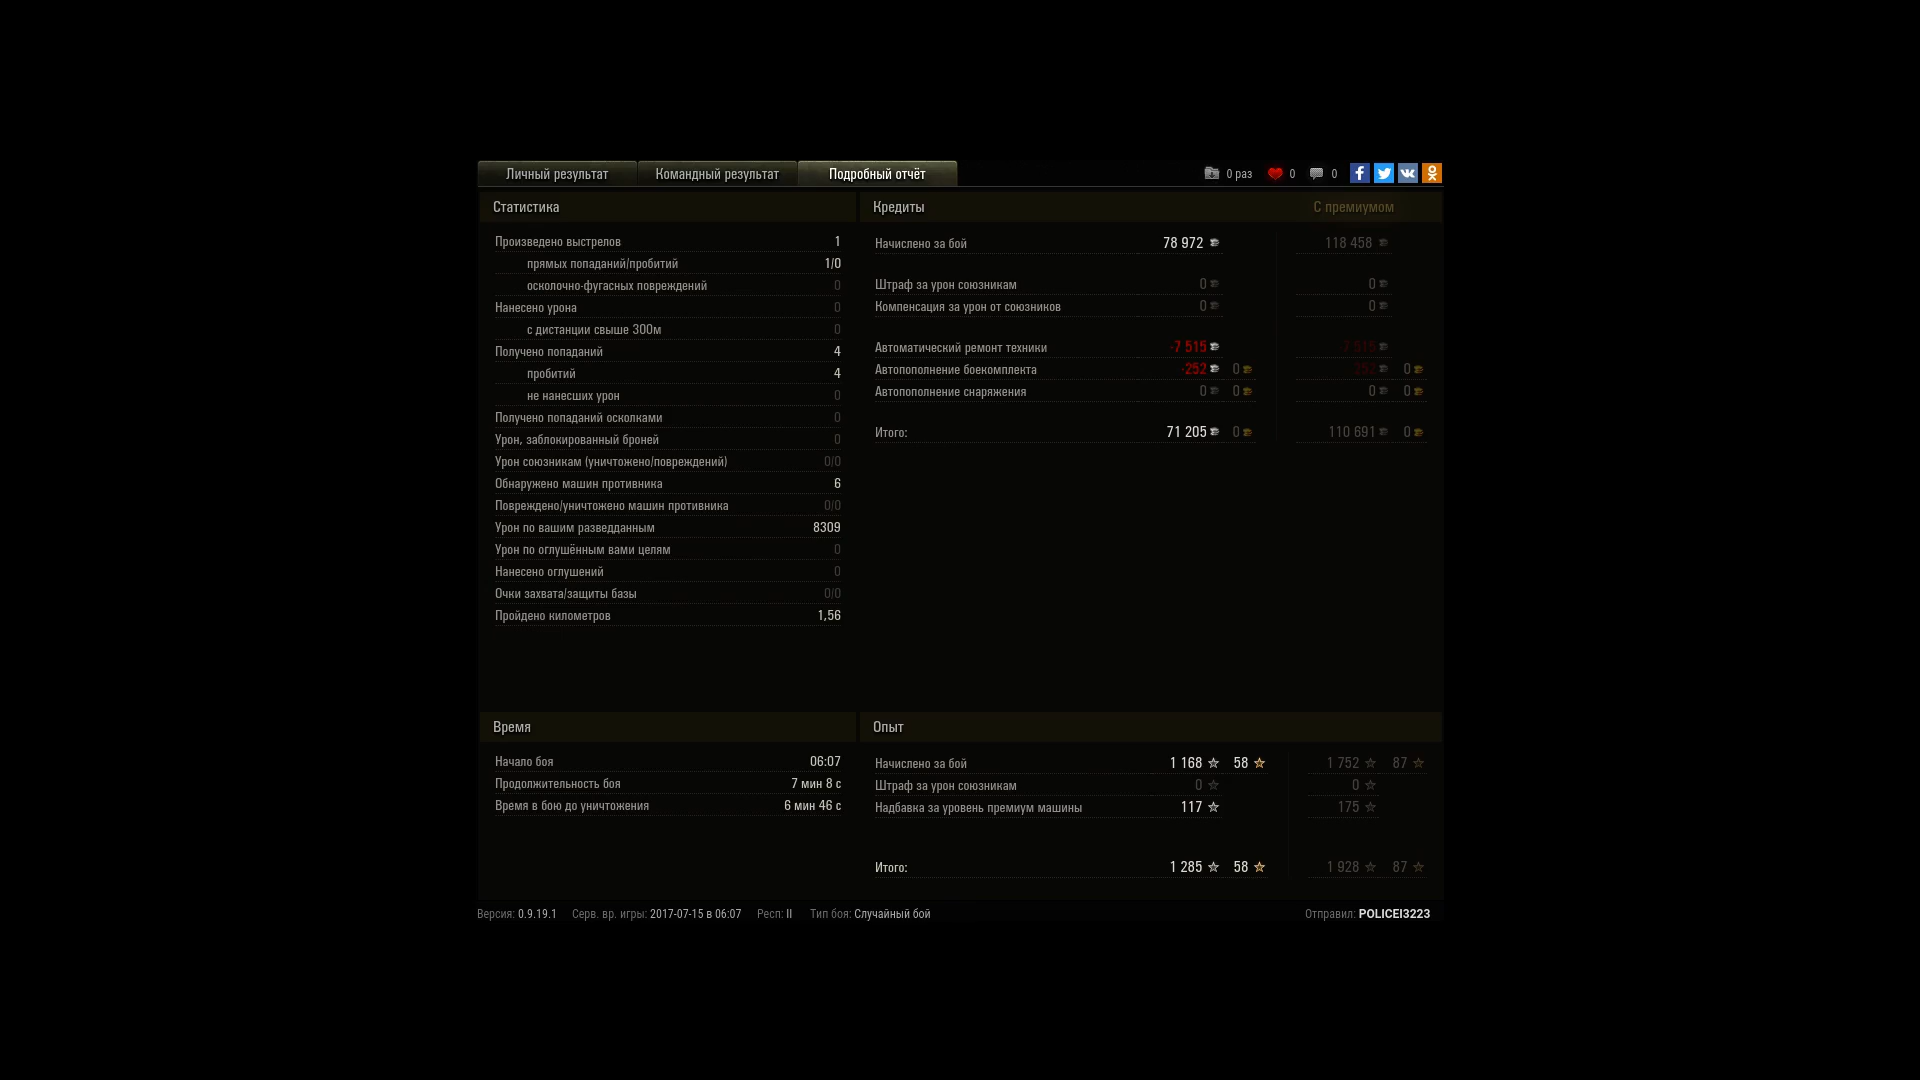 Личный результат Командный результат Подробный отчёт 0 раз 0 0
Статистика
Произведено выстрелов 1
прямых попаданий/пробитий 1/0
осколочно-фугасных повреждений 0
Нанесено урона 0
с дистанции свыше 300м 0
Получено попаданий 4
пробитий 4
не нанесших урон 0
Получено попаданий осколками 0
Урон, заблокированный броней 0
Урон союзникам (уничтожено/повреждений) 0/0
Обнаружено машин противника 6
Повреждено/уничтожено машин противника 0/0
Урон по вашим разведданным 8309
Урон по оглушённым вами целям 0
Нанесено оглушений 0
Очки захвата/защиты базы 0/0
Пройдено километров 1,56
Кредиты С премиумом
Начислено за бой 78 972 118 458
Штраф за урон союзникам 0 0
Компенсация за урон от союзников 0 0
Автоматический ремонт техники -7 515 -7 515
Автопополнение боекомплекта -252 0 -252 0
Автопополнение снаряжения 0 0 0 0
Итого: 71 205 0 110 691 0
Время
Начало боя 06:07
Продолжительность боя 7 мин 8 с
Время в бою до уничтожения 6 мин 46 с
Опыт
Начислено за бой 1 168 58 1 752 87
Штраф за урон союзникам 0 0
Надбавка за уровень премиум машины 117 175
Итого: 1 285 58 1 928 87
Версия: 0.9.19.1 Серв. вр. игры: 2017-07-15 в 06:07 Респ: II Тип боя: Случайный бой Отправил: POLICEI3223